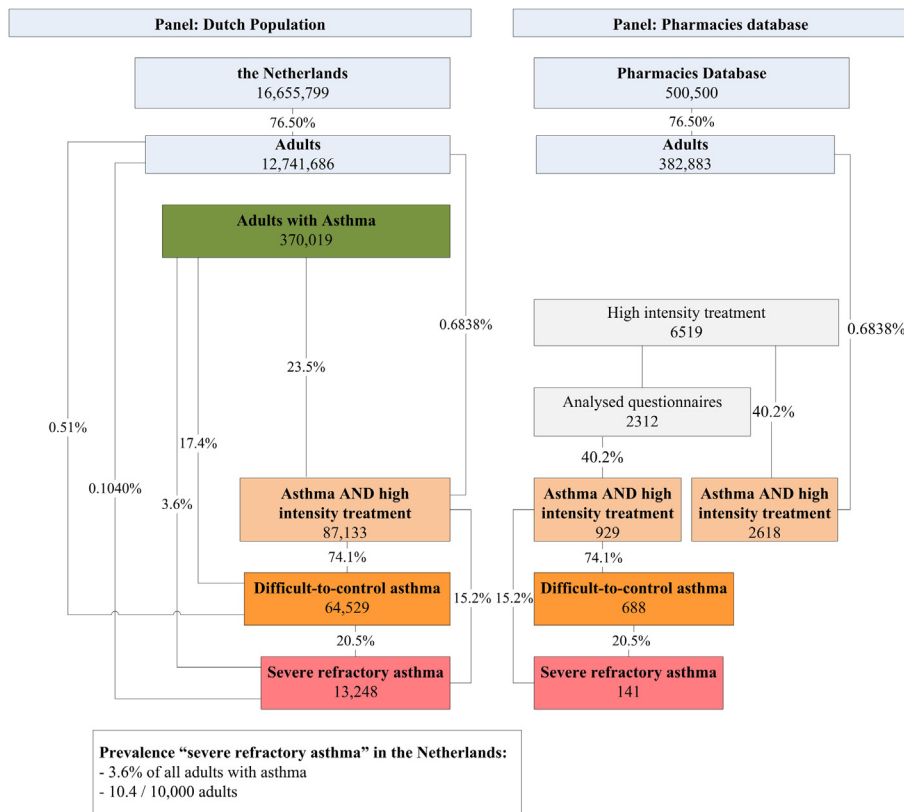 Panel: Dutch Population
the Netherlands
16,655,799
76.50%
Adults
12,741,686
Adults with Asthma
370,019
0.6838%
23.5%
0.51%
17.4%
0.1040%
3.6%
Asthma AND high
intensity treatment
87,133
74.1%
Difficult-to-control asthma
64,529
15.2%
20.5%
Severe refractory asthma
13,248
Panel: Pharmacies database
Pharmacies Database
500,500
76.50%
Adults
382,883
High intensity treatment
6519
0.6838%
Analysed questionnaires
2312
40.2%
40.2%
Asthma AND high
intensity treatment
929
Asthma AND high
intensity treatment
2618
74.1%
Difficult-to-control asthma
688
15.2%
20.5%
Severe refractory asthma
141
Prevalence “severe refractory asthma” in the Netherlands:
- 3.6% of all adults with asthma
- 10.4 / 10,000 adults